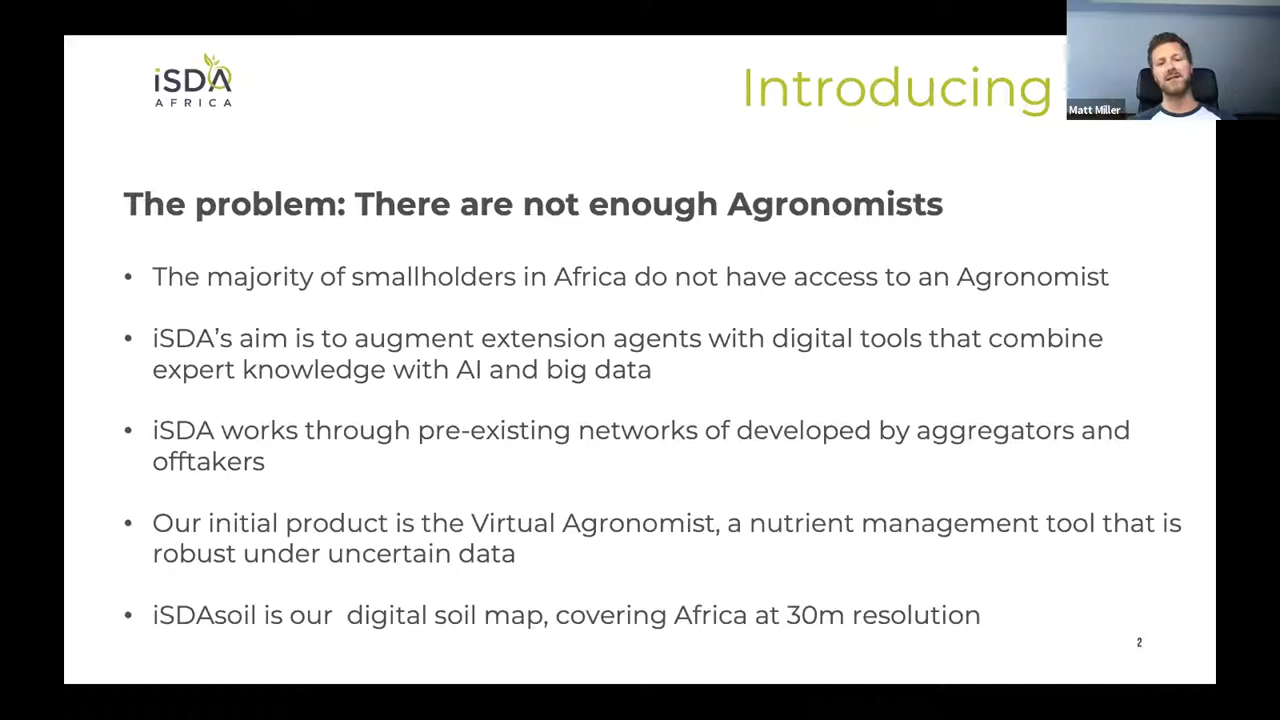 iSDA
AFRICA
Introducing
Matt Miller
The problem: There are not enough Agronomists
• The majority of smallholders in Africa do not have access to an Agronomist
• iSDA’s aim is to augment extension agents with digital tools that combine
expert knowledge with AI and big data
• iSDA works through pre-existing networks of developed by aggregators and
offtakers
• Our initial product is the Virtual Agronomist, a nutrient management tool that is
robust under uncertain data
• iSDAsoil is our  digital soil map, covering Africa at 30m resolution
2